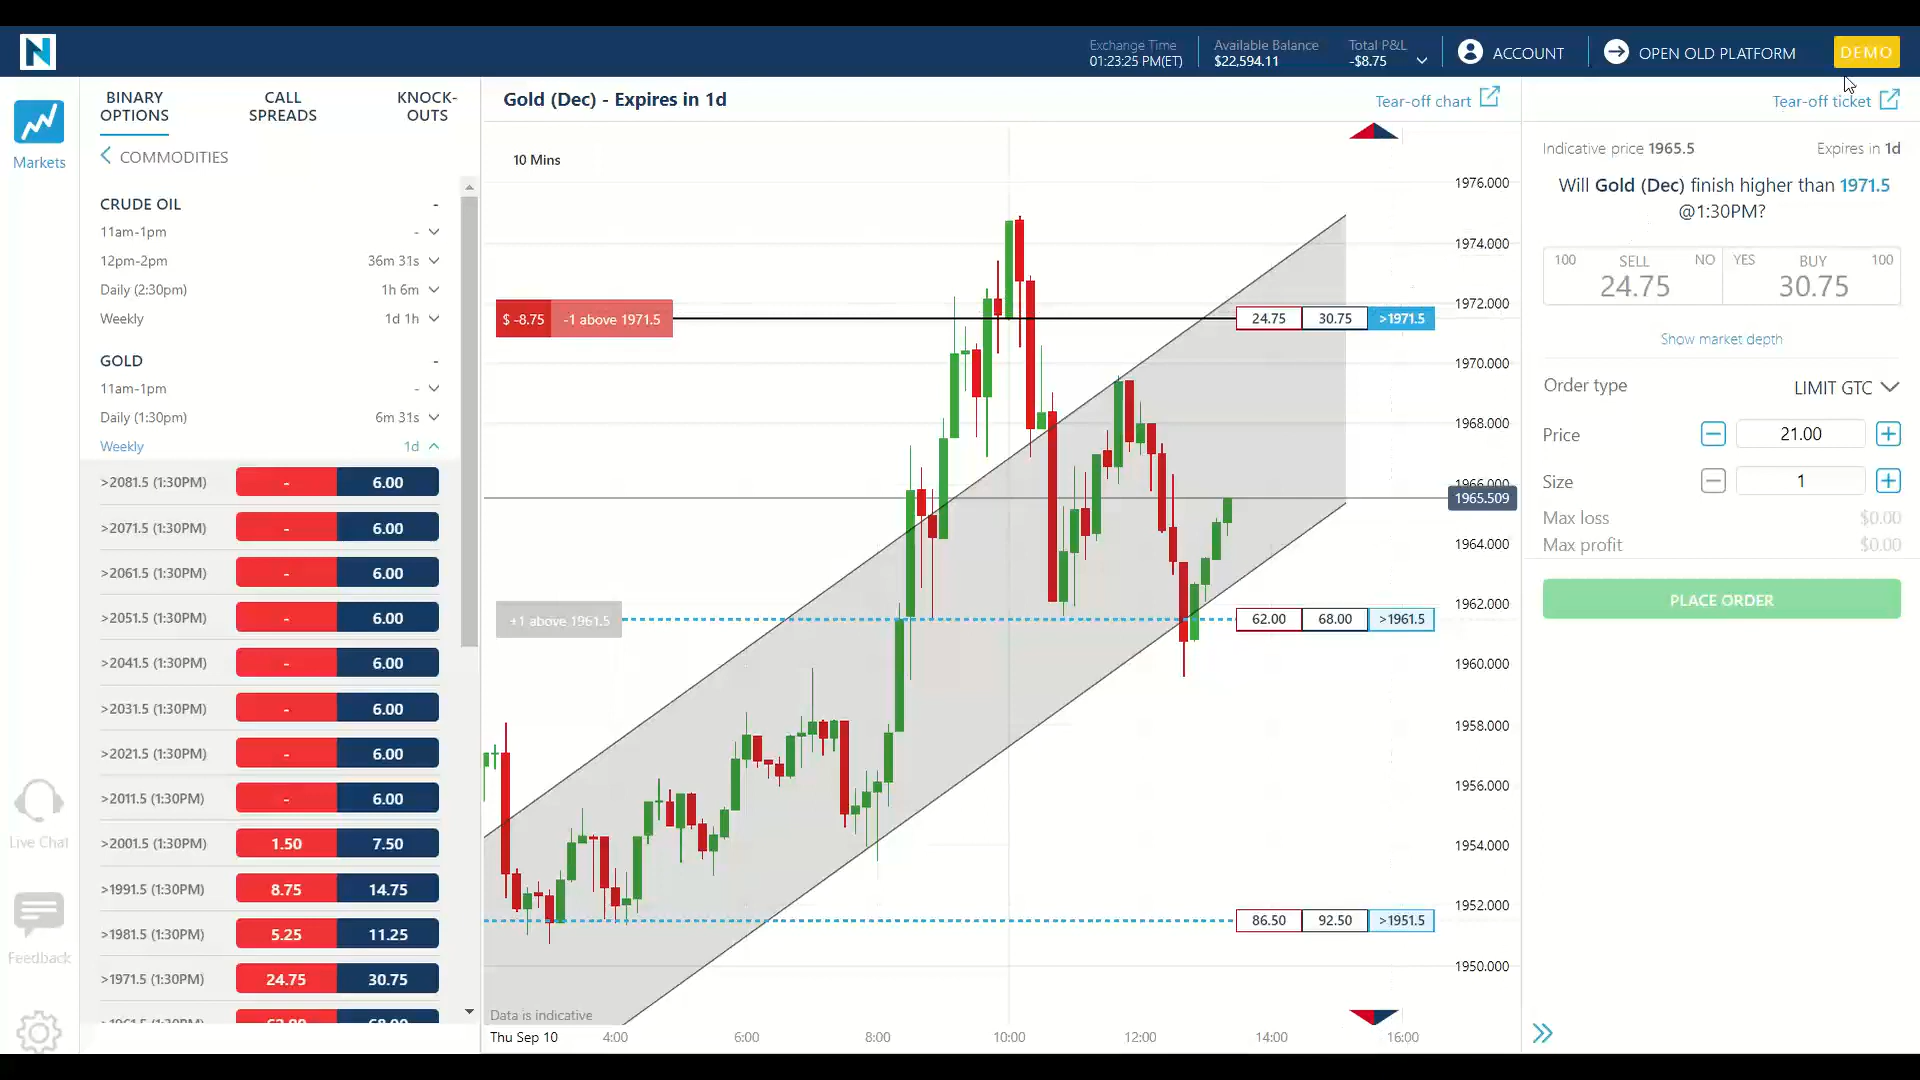 N
Exchange Time
01:23:25 PM(ET)
Available Balance
$22,594.11
Total P&L
-$8.75
ACCOUNT
OPEN OLD PLATFORM
DEMO
Markets
Live Chat
Feedback
BINARY OPTIONS
CALL SPREADS
KNOCK-OUTS
COMMODITIES
CRUDE OIL -
11am-1pm -
12pm-2pm 36m 31s
Daily (2:30pm) 1h 6m
Weekly 1d 1h
GOLD -
11am-1pm -
Daily (1:30pm) 6m 31s
Weekly 1d
>2081.5 (1:30PM) - 6.00
>2071.5 (1:30PM) - 6.00
>2061.5 (1:30PM) - 6.00
>2051.5 (1:30PM) - 6.00
>2041.5 (1:30PM) - 6.00
>2031.5 (1:30PM) - 6.00
>2021.5 (1:30PM) - 6.00
>2011.5 (1:30PM) - 6.00
>2001.5 (1:30PM) 1.50 7.50
>1991.5 (1:30PM) 8.75 14.75
>1981.5 (1:30PM) 5.25 11.25
>1971.5 (1:30PM) 24.75 30.75
Gold (Dec) - Expires in 1d
Tear-off chart
10 Mins
1976.000
1974.000
1972.000
$ -8.75 -1 above 1971.5
24.75 30.75 >1971.5
1970.000
1968.000
1965.509
1964.000
1962.000
+1 above 1961.5
62.00 68.00 >1961.5
1960.000
1958.000
1956.000
1954.000
1952.000
86.50 92.50 >1951.5
1950.000
Data is indicative
Thu Sep 10 4:00 6:00 8:00 10:00 12:00 14:00 16:00
Tear-off ticket
Indicative price 1965.5
Expires in 1d
Will Gold (Dec) finish higher than 1971.5
@1:30PM?
100 SELL NO YES BUY 100
24.75 30.75
Show market depth
Order type LIMIT GTC
Price 21.00
Size 1
Max loss $0.00
Max profit $0.00
PLACE ORDER